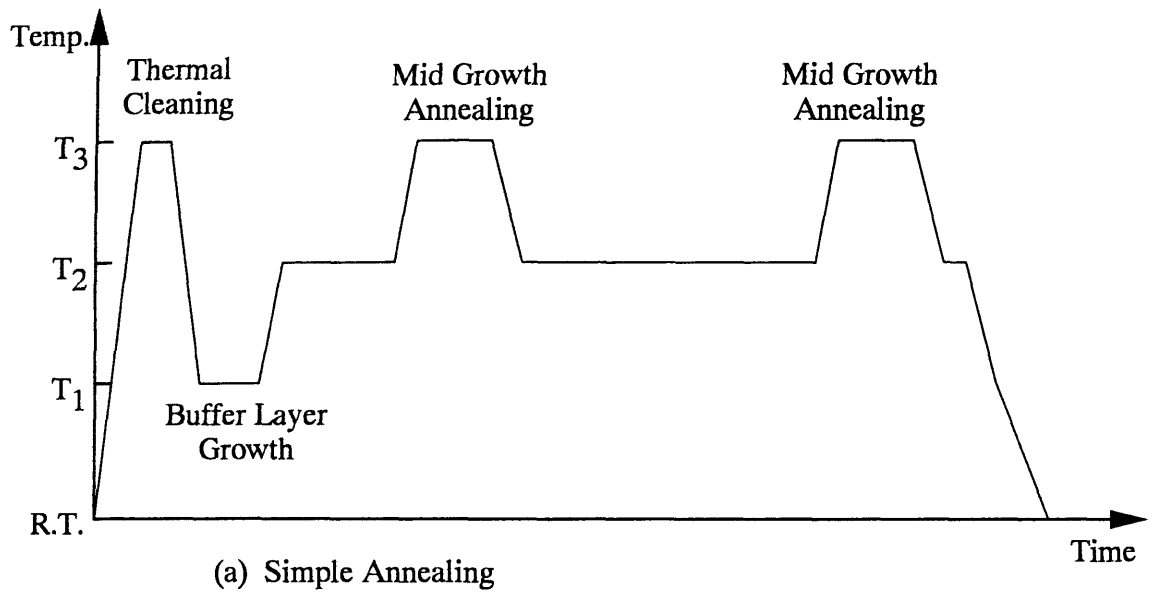 Temp.
Thermal
Cleaning
Mid Growth
Annealing
Mid Growth
Annealing
T3
T2
T1
Buffer Layer
Growth
R.T.
Time
(a) Simple Annealing